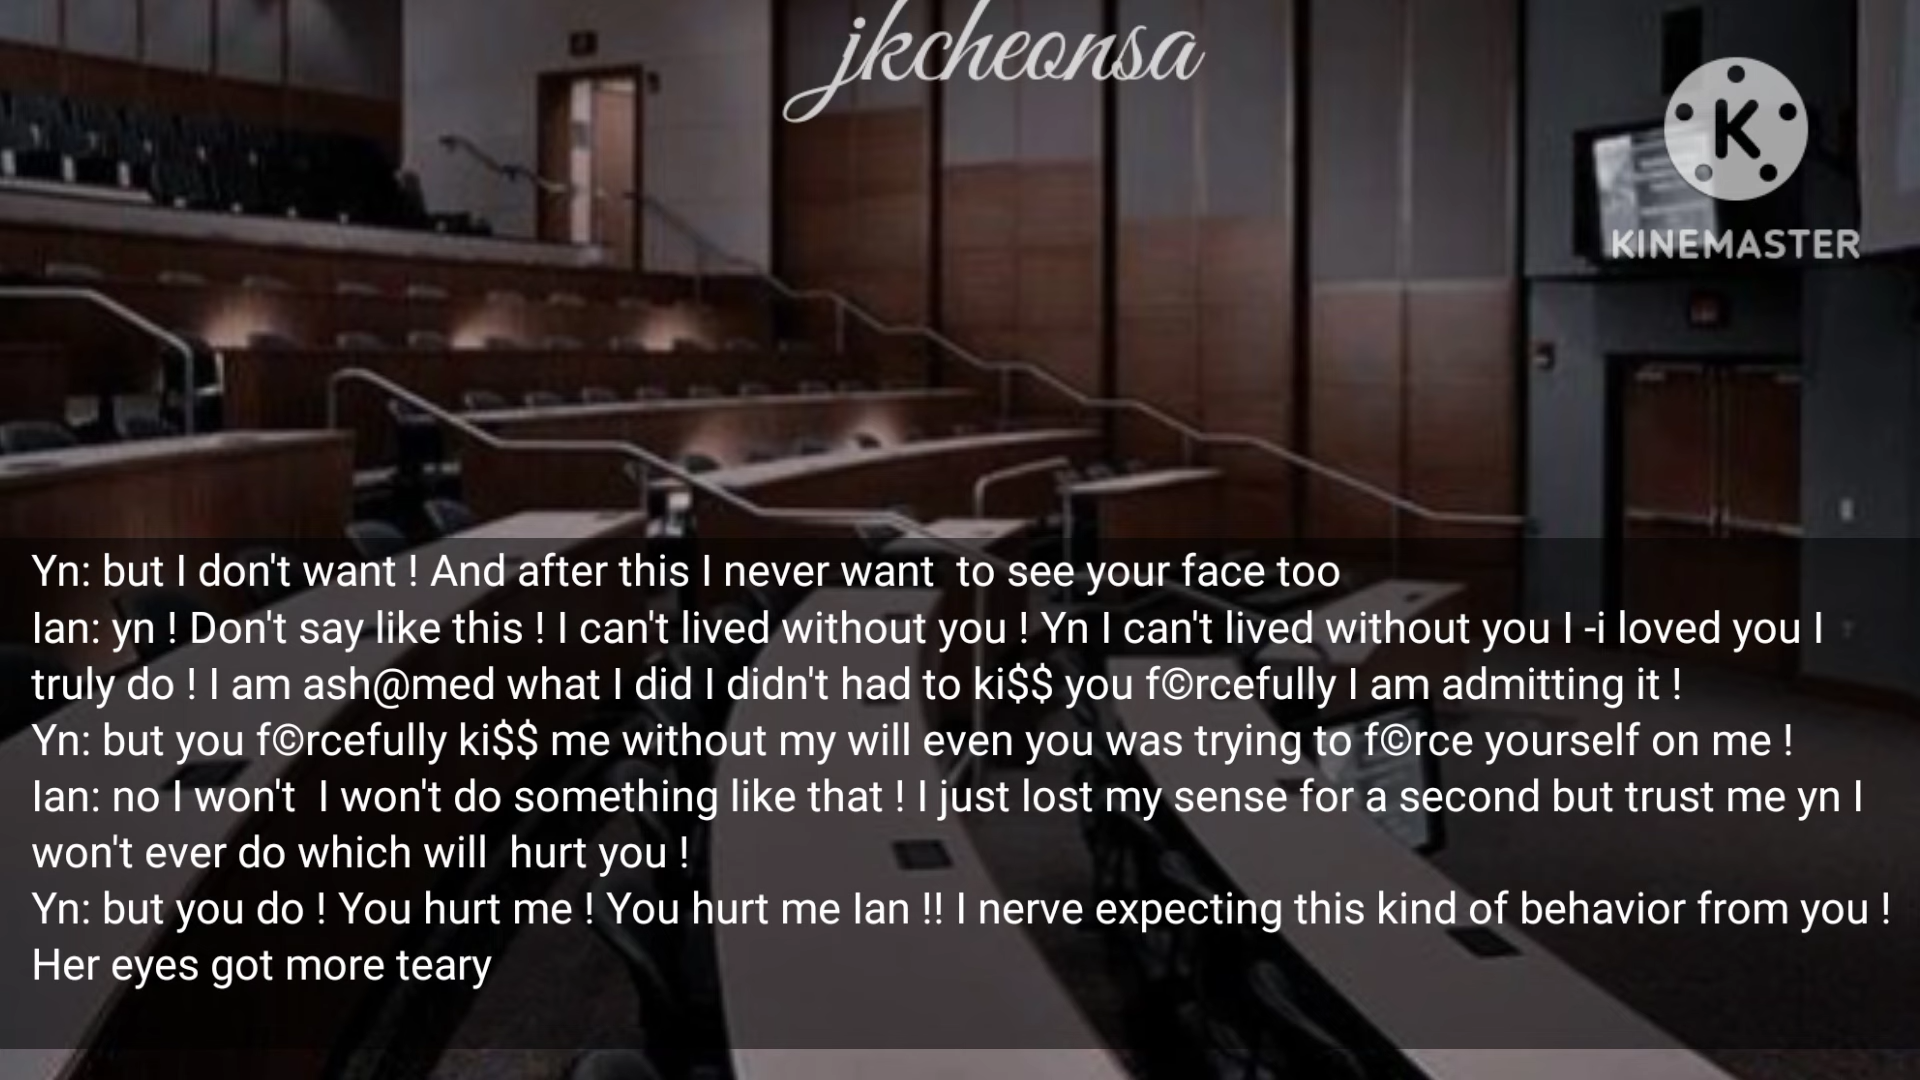 jkcheonsa
K
KINEMASTER
Yn: but I don't want ! And after this I never want  to see your face too
Ian: yn ! Don't say like this ! I can't lived without you ! Yn I can't lived without you I -i loved you I
truly do ! I am ash@med what I did I didn't had to ki$$ you f©rcefully I am admitting it !
Yn: but you f©rcefully ki$$ me without my will even you was trying to f©rce yourself on me !
Ian: no I won't  I won't do something like that ! I just lost my sense for a second but trust me yn I
won't ever do which will  hurt you !
Yn: but you do ! You hurt me ! You hurt me Ian !! I nerve expecting this kind of behavior from you !
Her eyes got more teary